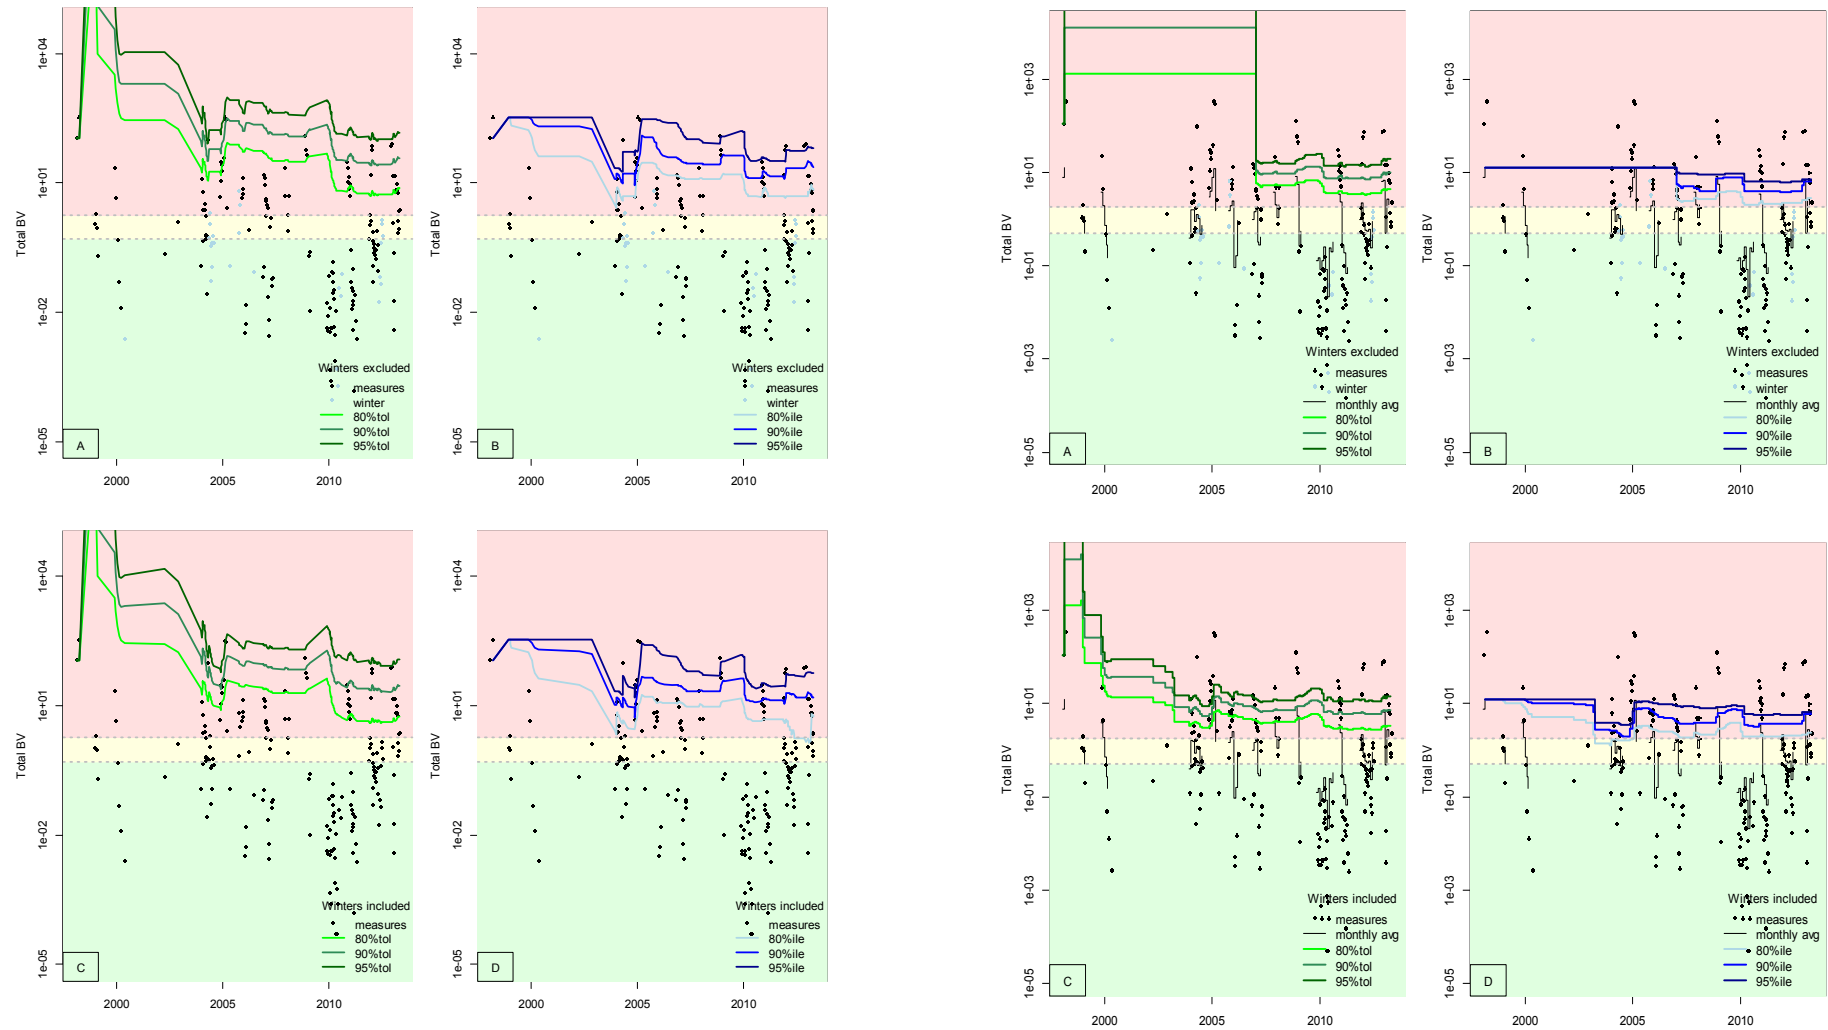 Total BV
1e+04
1e+01
1e-02
1e-05
Winters excluded
measures
winter
80%tol
90%tol
95%tol
A
2000 2005 2010
Total BV
1e+04
1e+01
1e-02
1e-05
Winters excluded
measures
winter
80%ile
90%ile
95%ile
B
2000 2005 2010
Total BV
1e+03
1e+01
1e-01
1e-03
1e-05
Winters excluded
measures
winter
monthly avg
80%tol
90%tol
95%tol
A
2000 2005 2010
Total BV
1e+03
1e+01
1e-01
1e-03
1e-05
Winters excluded
measures
winter
monthly avg
80%ile
90%ile
95%ile
B
2000 2005 2010
Total BV
1e+04
1e+01
1e-02
1e-05
Winters included
measures
80%tol
90%tol
95%tol
C
2000 2005 2010
Total BV
1e+04
1e+01
1e-02
1e-05
Winters included
measures
80%ile
90%ile
95%ile
D
2000 2005 2010
Total BV
1e+03
1e+01
1e-01
1e-03
1e-05
Winters included
measures
monthly avg
80%tol
90%tol
95%tol
C
2000 2005 2010
Total BV
1e+03
1e+01
1e-01
1e-03
1e-05
Winters included
measures
monthly avg
80%ile
90%ile
95%ile
D
2000 2005 2010